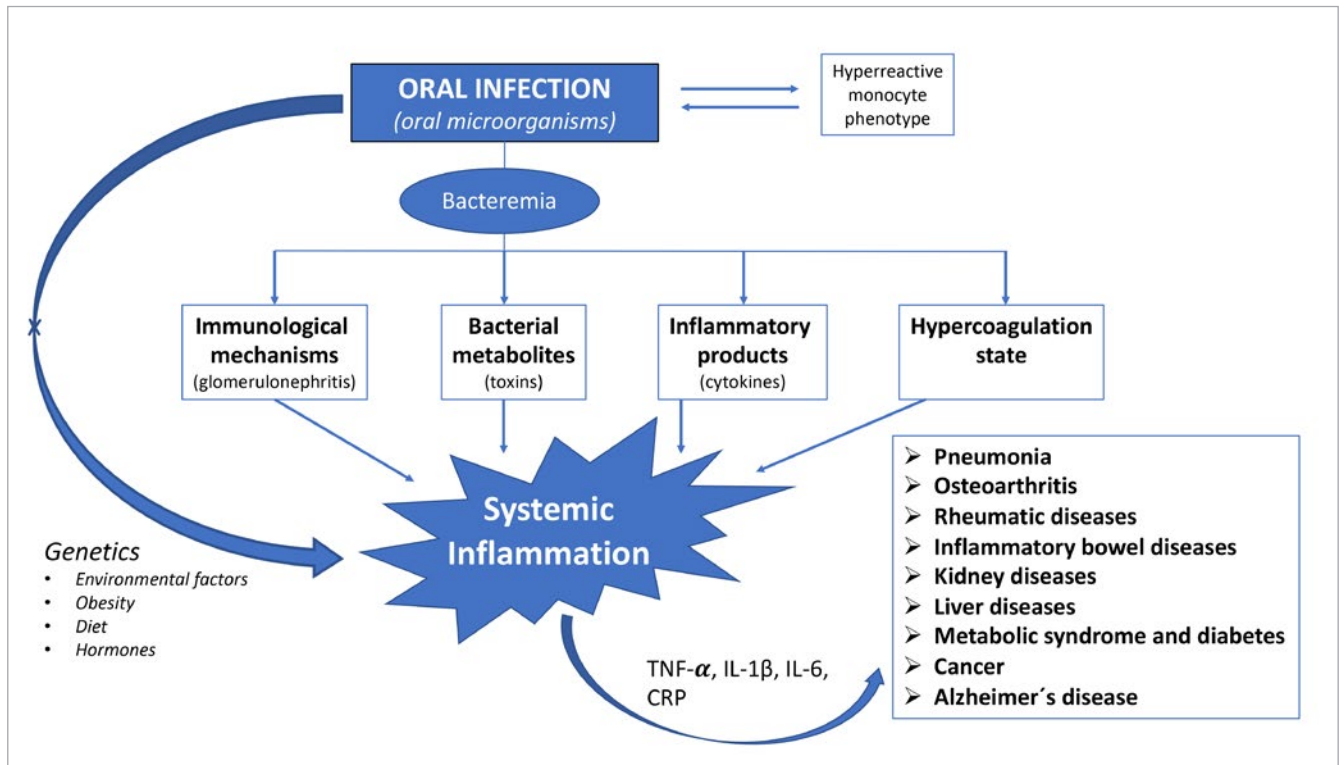 ORAL INFECTION
(oral microorganisms)
Hyperreactive
monocyte
phenotype
Bacteremia
Immunological
mechanisms
(glomerulonephritis)
Bacterial
metabolites
(toxins)
Inflammatory
products
(cytokines)
Hypercoagulation
state
Systemic
Inflammation
Genetics
• Environmental factors
• Obesity
• Diet
• Hormones
TNF-α, IL-1β, IL-6,
CRP
➢ Pneumonia
➢ Osteoarthritis
➢ Rheumatic diseases
➢ Inflammatory bowel diseases
➢ Kidney diseases
➢ Liver diseases
➢ Metabolic syndrome and diabetes
➢ Cancer
➢ Alzheimer´s disease